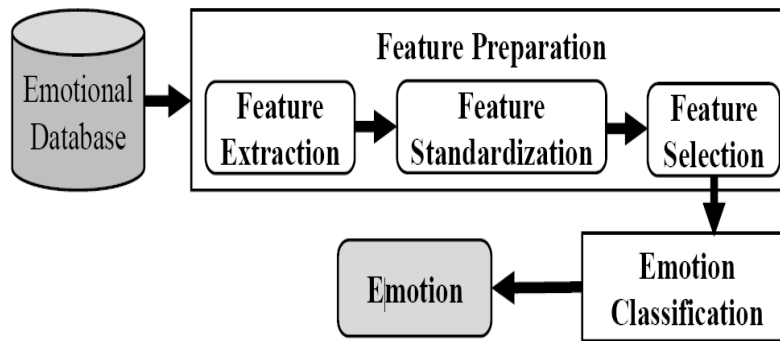 Emotional
Database
Feature Preparation
Feature
Extraction
Feature
Standardization
Feature
Selection
Emotion
Classification
Emotion